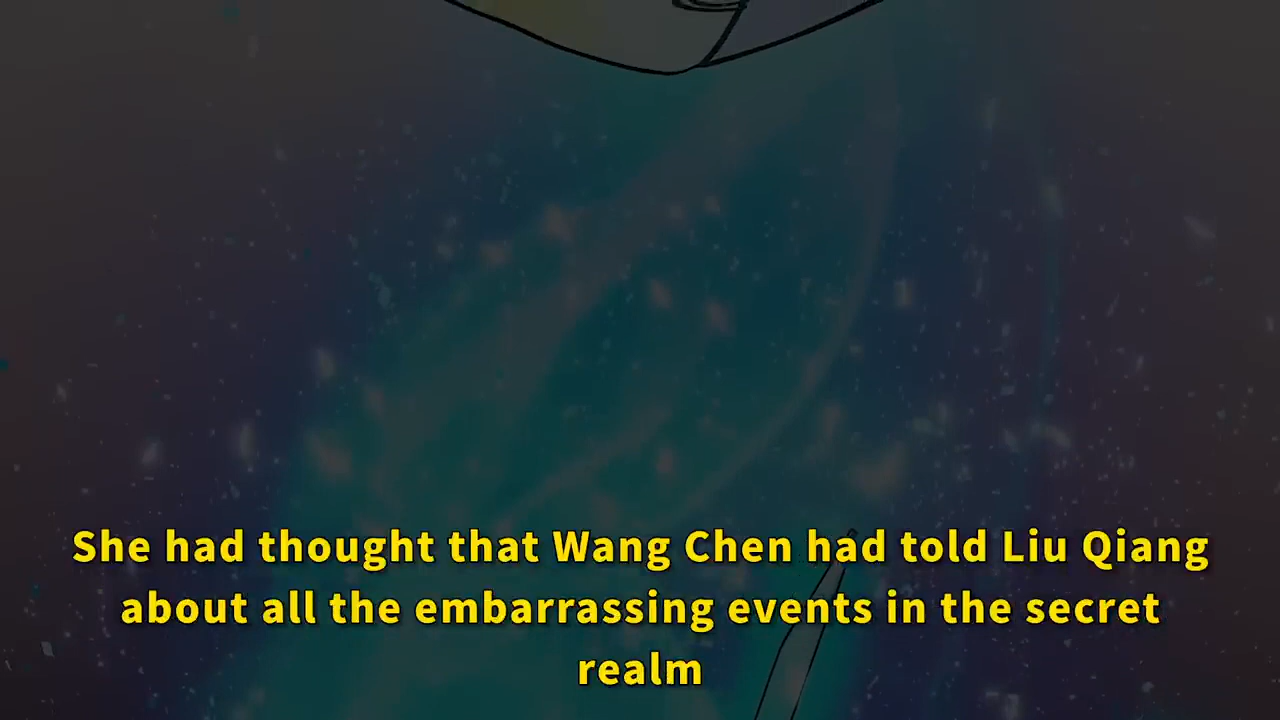 She had thought that Wang Chen had told Liu Qiang
about all the embarrassing events in the secret
realm